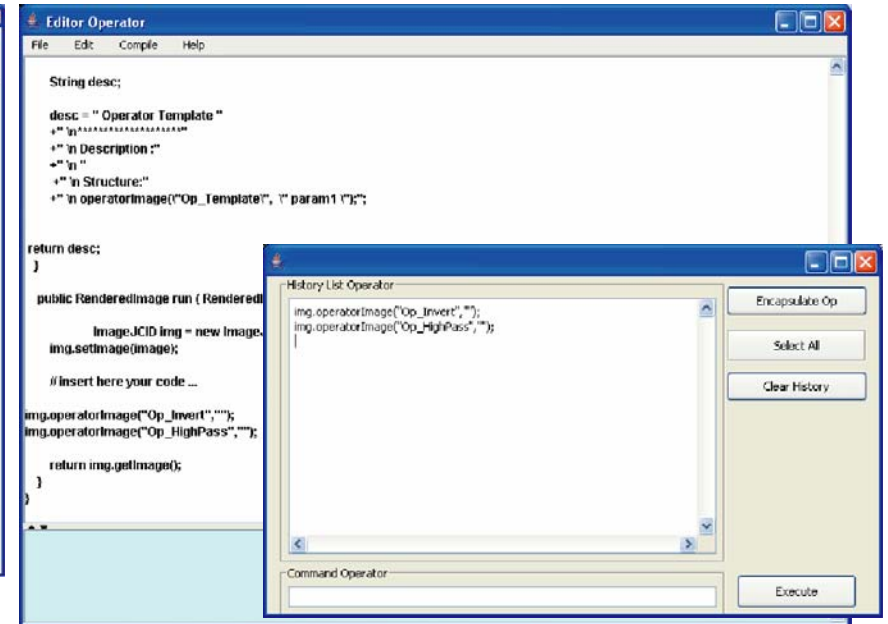 Editor Operator
File Edit Compile Help
String desc;
desc = " Operator Template "
+" \n********************"
+" \n Description :"
+" \n "
+" \n Structure:"
+" \n operatorImage(\"Op_Template\", \" param1 \");";
return desc;
}
public RenderedImage run ( RenderedI
ImageJCID img = new ImageJ
img.setImage(image);
//insert here your code ...
img.operatorImage("Op_Invert","");
img.operatorImage("Op_HighPass","");
return img.getImage();
}
}
History List Operator
img.operatorImage("Op_Invert","");
img.operatorImage("Op_HighPass","");
Encapsulate Op
Select All
Clear History
Command Operator
Execute